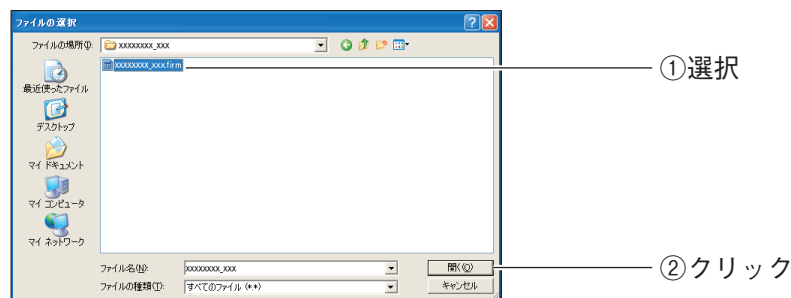 ファイルの選択
ファイルの場所(I):
xxxxxxxx_xxx
xxxxxxxx_xxx.firm
①選択
最近使ったファイル
デスクトップ
マイ ドキュメント
マイ コンピュータ
マイ ネットワーク
ファイル名(N):
xxxxxxxx_xxx
開く(O)
②クリック
ファイルの種類(T):
すべてのファイル (*.*)
キャンセル